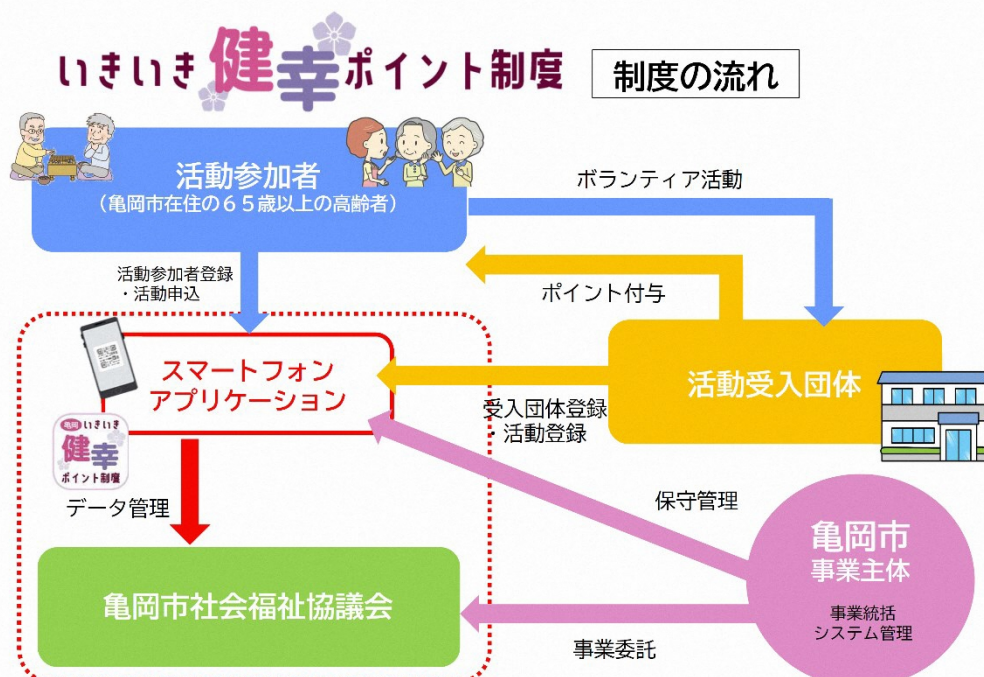 いきいき健幸ポイント制度
制度の流れ
活動参加者
（亀岡市在住の６５歳以上の高齢者）
ボランティア活動
活動参加者登録
・活動申込
ポイント付与
スマートフォン
アプリケーション
活動受入団体
受入団体登録
・活動登録
亀岡 いきいき
健幸
ポイント制度
データ管理
保守管理
亀岡市
事業主体
事業統括
システム管理
亀岡市社会福祉協議会
事業委託